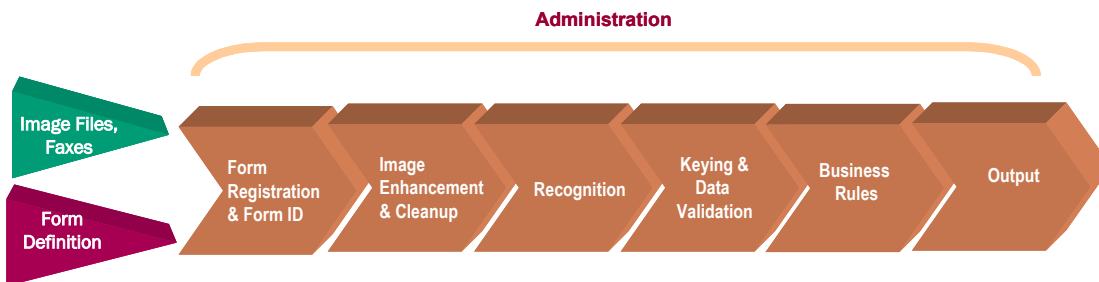 Administration
Image Files,
Faxes
Form
Definition
Form
Registration
& Form ID
Image
Enhancement
& Cleanup
Recognition
Keying &
Data
Validation
Business
Rules
Output